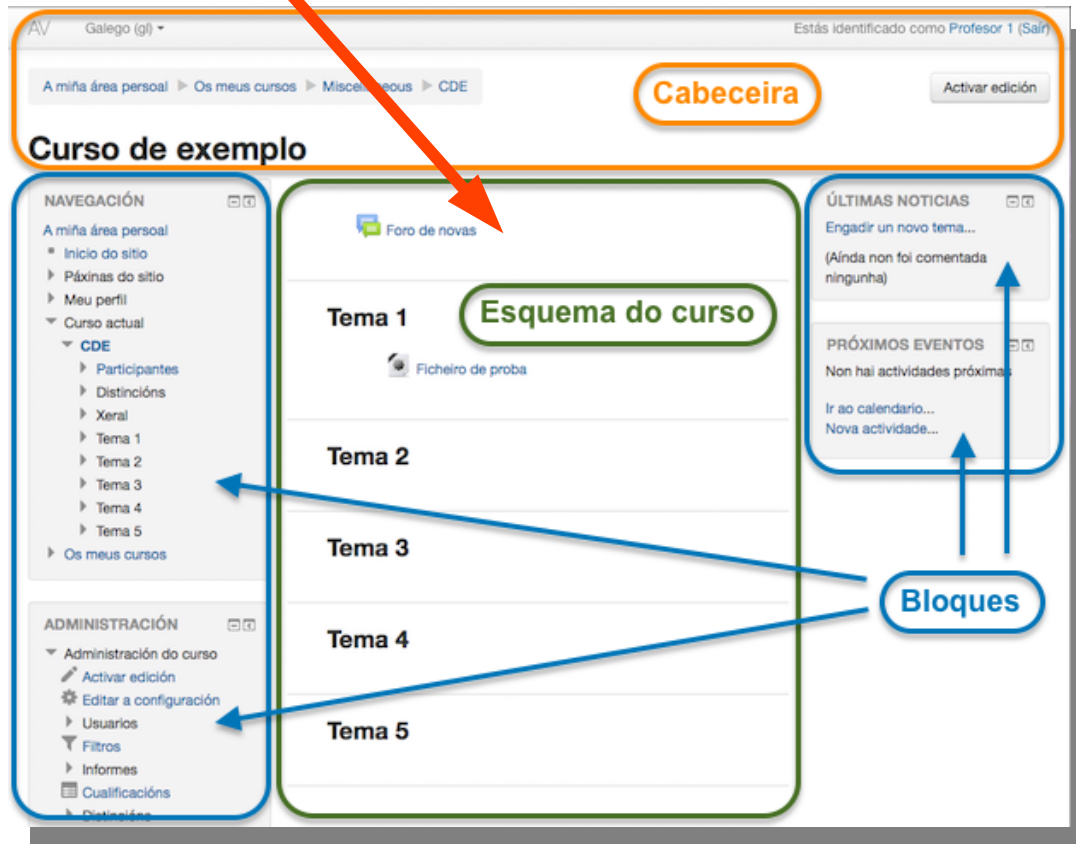 AV Galego (gl)
Estás identificado como Profesor 1 (Saír)
A miña área persoal Os meus cursos Miscellaneous CDE
Cabeceira
Activar edición
Curso de exemplo
NAVEGACIÓN
A miña área persoal
Inicio do sitio
Páxinas do sitio
Meu perfil
Curso actual
CDE
Participantes
Distincións
Xeral
Tema 1
Tema 2
Tema 3
Tema 4
Tema 5
Os meus cursos
ADMINISTRACIÓN
Administración do curso
Activar edición
Editar a configuración
Usuarios
Filtros
Informes
Cualificacións
Distincións
Foro de novas
Tema 1
Esquema do curso
Ficheiro de proba
Tema 2
Tema 3
Tema 4
Tema 5
ÚLTIMAS NOTICIAS
Engadir un novo tema...
(Aínda non foi comentada
ningunha)
PRÓXIMOS EVENTOS
Non hai actividades próximas
Ir ao calendario...
Nova actividade...
Bloques